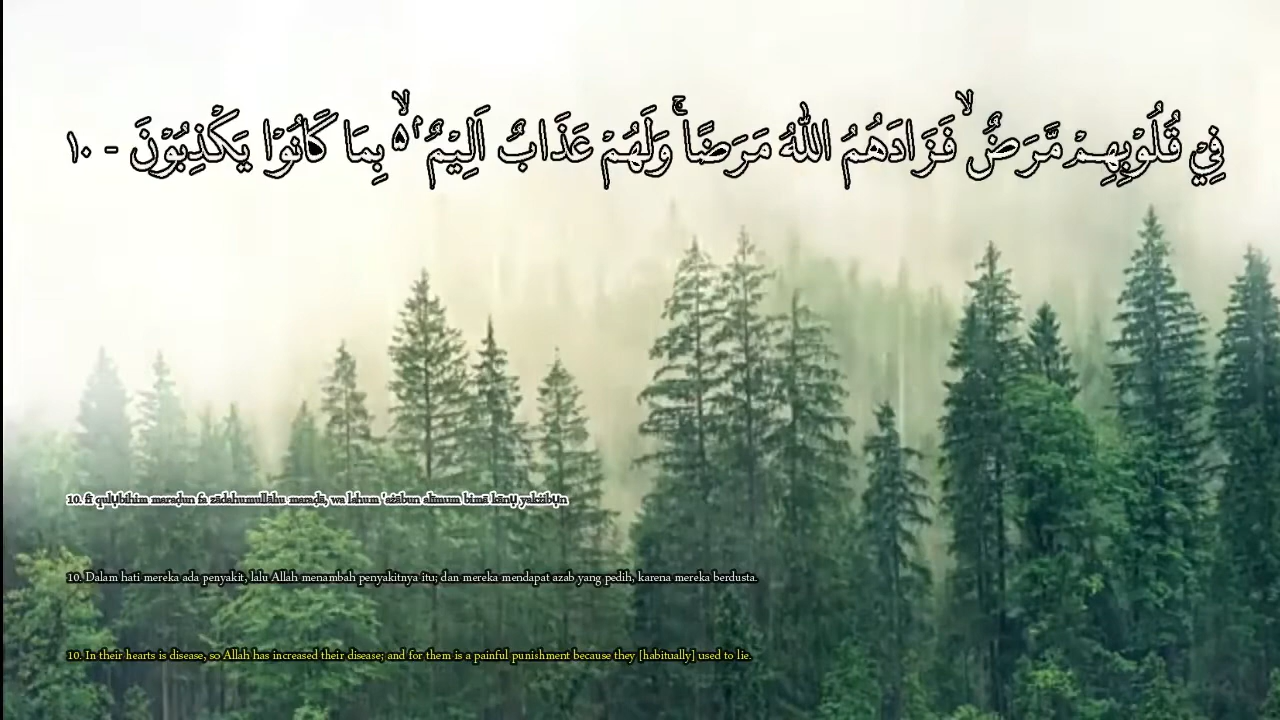 فِيْ قُلُوْبِهِمْ مَّرَضٌۙ فَزَادَهُمُ اللّٰهُ مَرَضًاۚ وَلَهُمْ عَذَابٌ اَلِيْمٌ ۢ ەۙ بِمَا كَانُوْا يَكْذِبُوْنَ - ١٠
10. fī qulụbihim maraḍun fa zādahumullāhu maraḍā, wa lahum 'ażābun alīmum bimā kānụ yakżibụn
10. Dalam hati mereka ada penyakit, lalu Allah menambah penyakitnya itu; dan mereka mendapat azab yang pedih, karena mereka berdusta.
10. In their hearts is disease, so Allah has increased their disease; and for them is a painful punishment because they [habitually] used to lie.